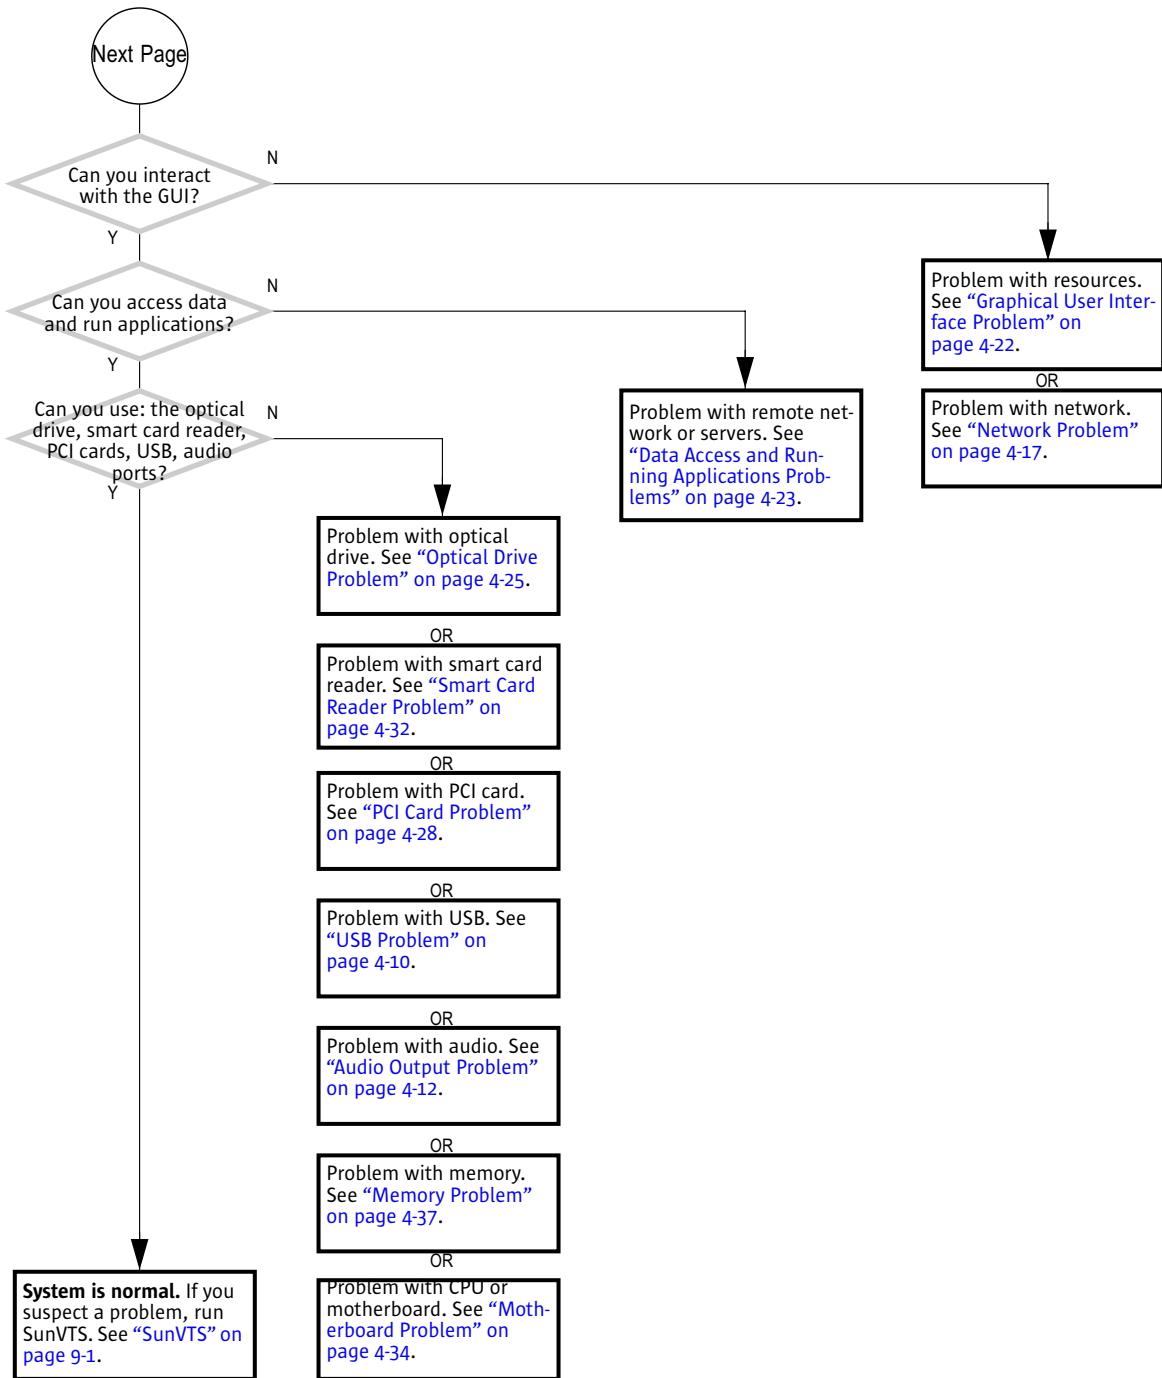 Next Page
Can you interact
with the GUI?
N
Y
Can you access data
and run applications?
N
Y
Can you use: the optical
drive, smart card reader,
PCI cards, USB, audio
ports?
N
Y
Problem with resources.
See “Graphical User Inter-
face Problem” on
page 4-22.
OR
Problem with network.
See “Network Problem”
on page 4-17.
Problem with remote net-
work or servers. See
“Data Access and Run-
ning Applications Prob-
lems” on page 4-23.
Problem with optical
drive. See “Optical Drive
Problem” on page 4-25.
OR
Problem with smart card
reader. See “Smart Card
Reader Problem” on
page 4-32.
OR
Problem with PCI card.
See “PCI Card Problem”
on page 4-28.
OR
Problem with USB. See
“USB Problem” on
page 4-10.
OR
Problem with audio. See
“Audio Output Problem”
on page 4-12.
OR
Problem with memory.
See “Memory Problem”
on page 4-37.
OR
Problem with CPU or
motherboard. See “Moth-
erboard Problem” on
page 4-34.
System is normal. If you
suspect a problem, run
SunVTS. See “SunVTS” on
page 9-1.